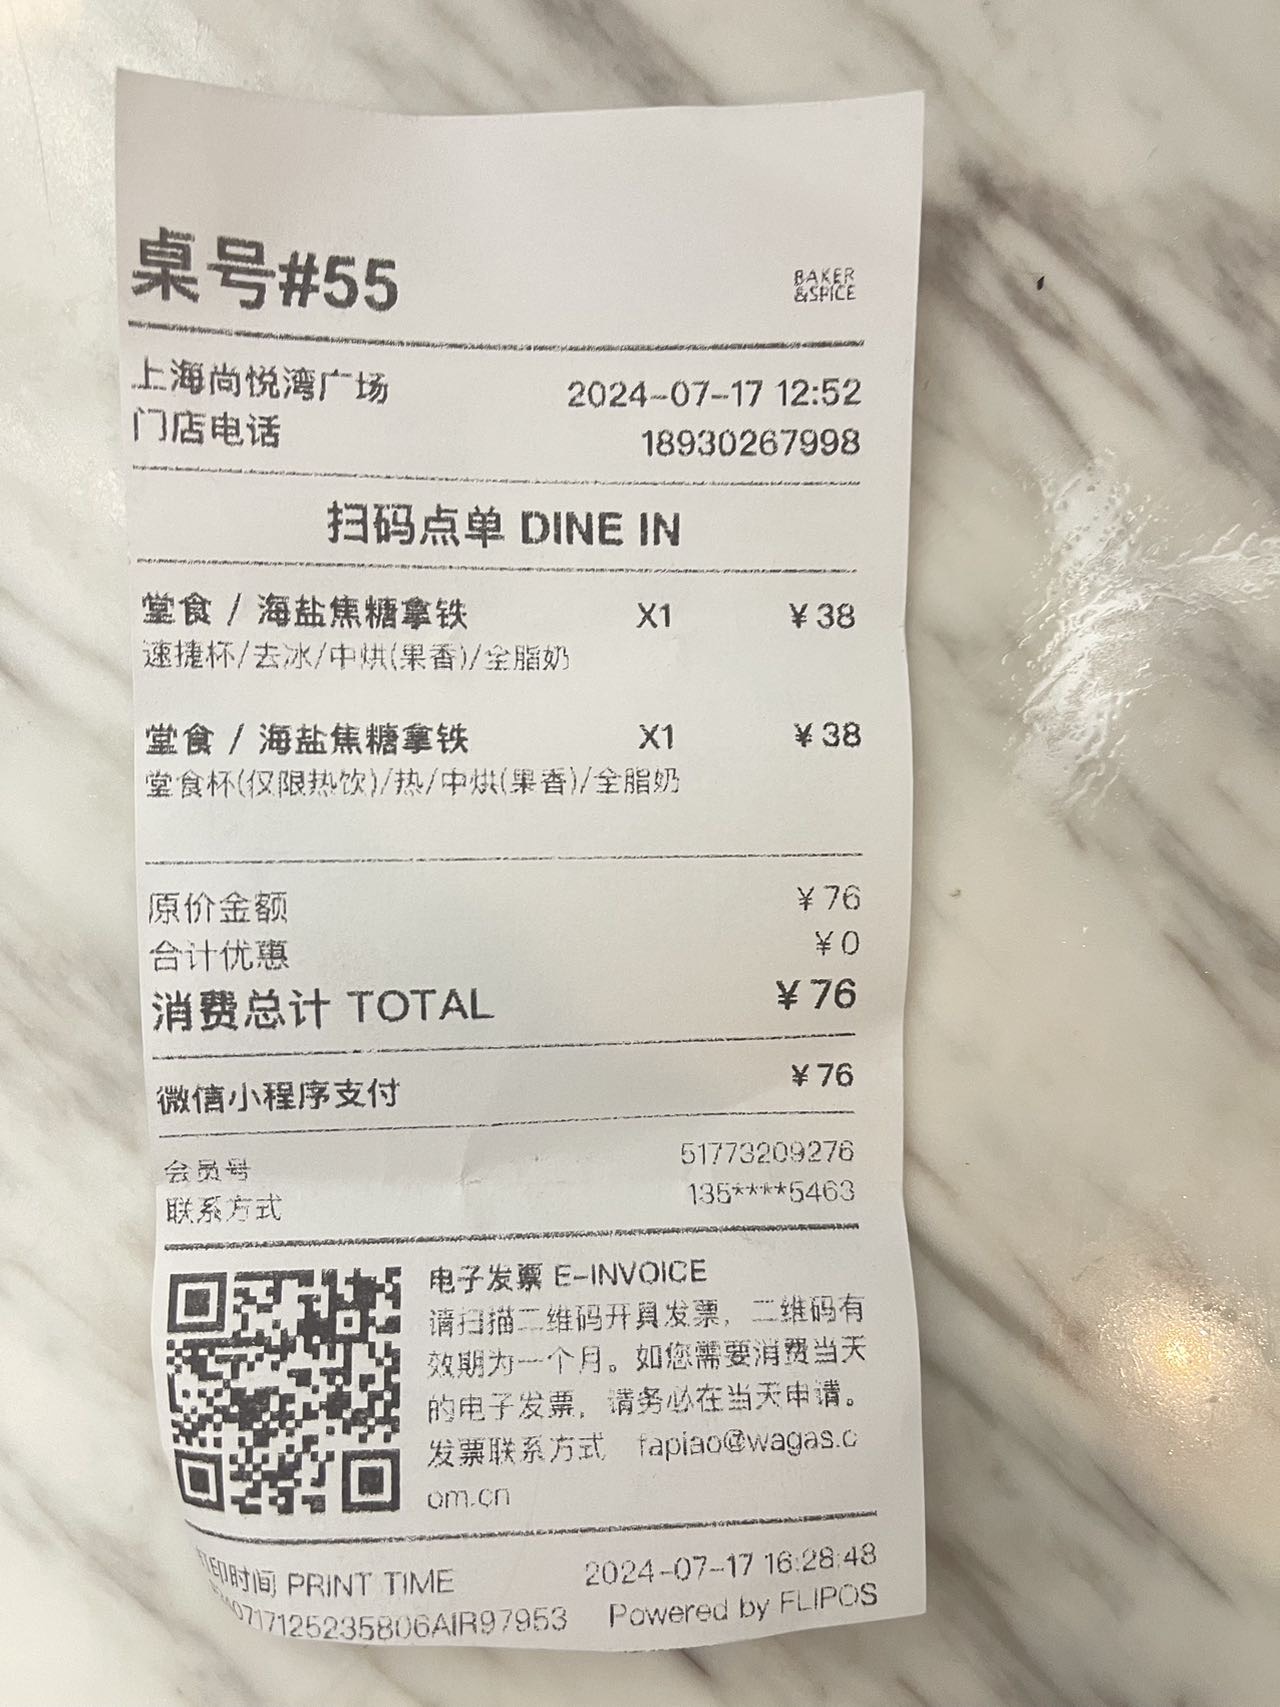 桌号#55
BAKER
&SPICE
上海尚悦湾广场 2024-07-17 12:52
门店电话 18930267998
扫码点单 DINE IN
堂食 / 海盐焦糖拿铁 X1 ¥38
速捷杯/去冰/中烘(果香)/全脂奶
堂食 / 海盐焦糖拿铁 X1 ¥38
堂食杯(仅限热饮)/热/中烘(果香)/全脂奶
原价金额 ¥76
合计优惠 ¥0
消费总计 TOTAL ¥76
微信小程序支付 ¥76
会员号 51773209276
联系方式 135****5463
电子发票 E-INVOICE
请扫描二维码开具发票，二维码有
效期为一个月。如您需要消费当天
的电子发票，请务必在当天申请。
发票联系方式 fapiao@wagas.c
om.cn
打印时间 PRINT TIME 2024-07-17 16:28:48
0717125235806AIR97953 Powered by FLIPOS